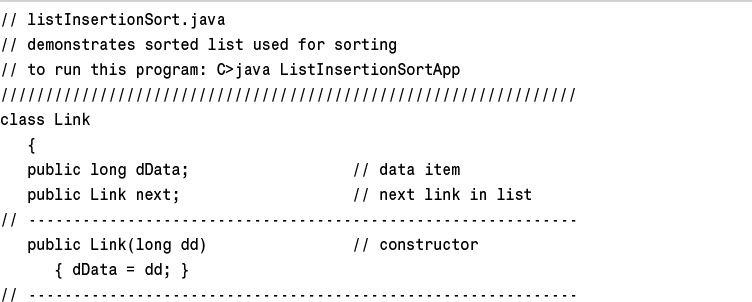 // listInsertionSort.java
// demonstrates sorted list used for sorting
// to run this program: C>java ListInsertionSortApp
////////////////////////////////////////////////////////////////
class Link
   {
   public long dData;                  // data item
   public Link next;                   // next link in list
// -------------------------------------------------------------
   public Link(long dd)                // constructor
      { dData = dd; }
// -------------------------------------------------------------